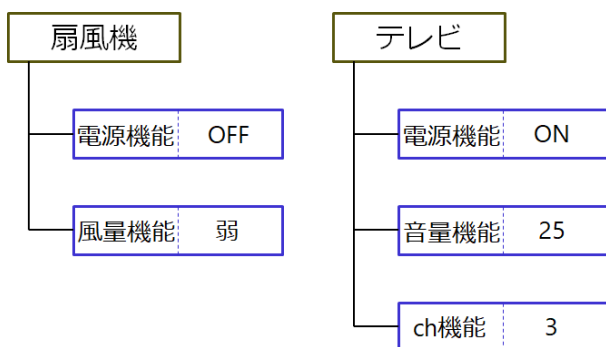 扇風機
電源機能 OFF
風量機能 弱
テレビ
電源機能 ON
音量機能 25
ch機能 3